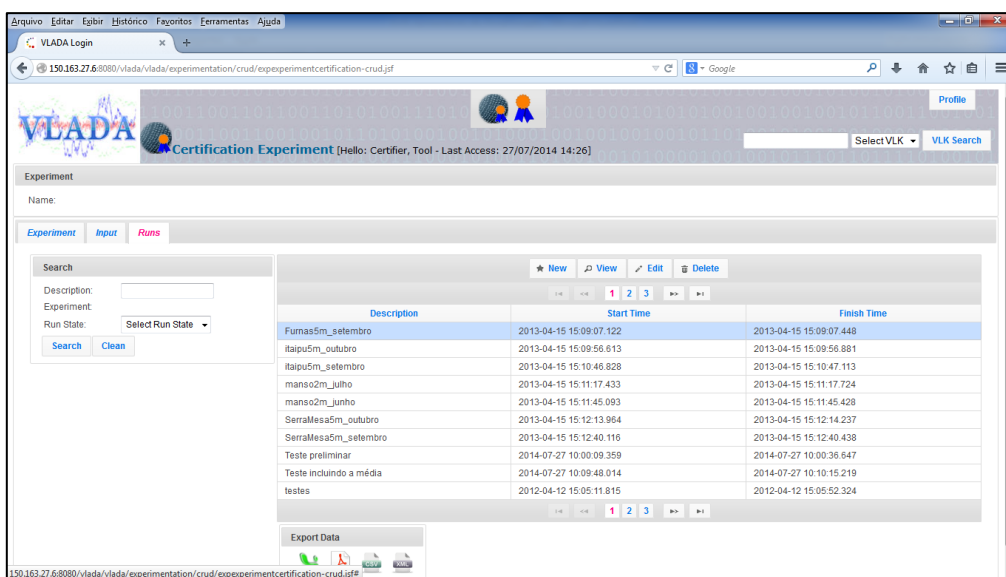 Arquivo Editar Exibir Histórico Favoritos Ferramentas Ajuda
VLADA Login
150.163.27.6:8080/vlada/vlada/experimentation/crud/expexperimentcertification-crud.jsf
Google
Profile
VLADA
Certification Experiment [Hello: Certifier, Tool - Last Access: 27/07/2014 14:26]
Select VLK VLK Search
Experiment
Name:
Experiment Input Runs
Search
Description:
Experiment:
Run State: Select Run State
Search Clean
New View Edit Delete
1 2 3
Description Start Time Finish Time
Furnas5m_setembro 2013-04-15 15:09:07.122 2013-04-15 15:09:07.448
itaipu5m_outubro 2013-04-15 15:09:56.613 2013-04-15 15:09:56.881
itaipu5m_setembro 2013-04-15 15:10:46.828 2013-04-15 15:10:47.113
manso2m_julho 2013-04-15 15:11:17.433 2013-04-15 15:11:17.724
manso2m_junho 2013-04-15 15:11:45.093 2013-04-15 15:11:45.428
SerraMesa5m_outubro 2013-04-15 15:12:13.964 2013-04-15 15:12:14.237
SerraMesa5m_setembro 2013-04-15 15:12:40.116 2013-04-15 15:12:40.438
Teste preliminar 2014-07-27 10:00:09.359 2014-07-27 10:00:36.647
Teste incluindo a média 2014-07-27 10:09:48.014 2014-07-27 10:10:15.219
testes 2012-04-12 15:05:11.815 2012-04-12 15:05:52.324
1 2 3
Export Data
CSV XML
150.163.27.6:8080/vlada/vlada/experimentation/crud/expexperimentcertification-crud.jsf#